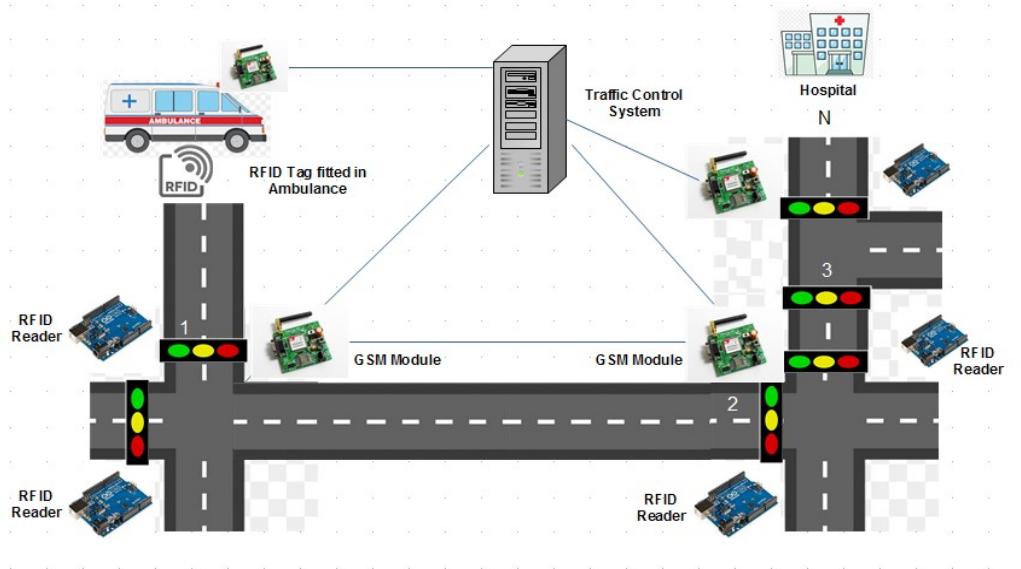 Hospital
N
Traffic Control
System
AMBULANCE
RFID
RFID Tag fitted in
Ambulance
3
RFID
Reader
1
GSM Module
GSM Module
RFID
Reader
2
RFID
Reader
RFID
Reader